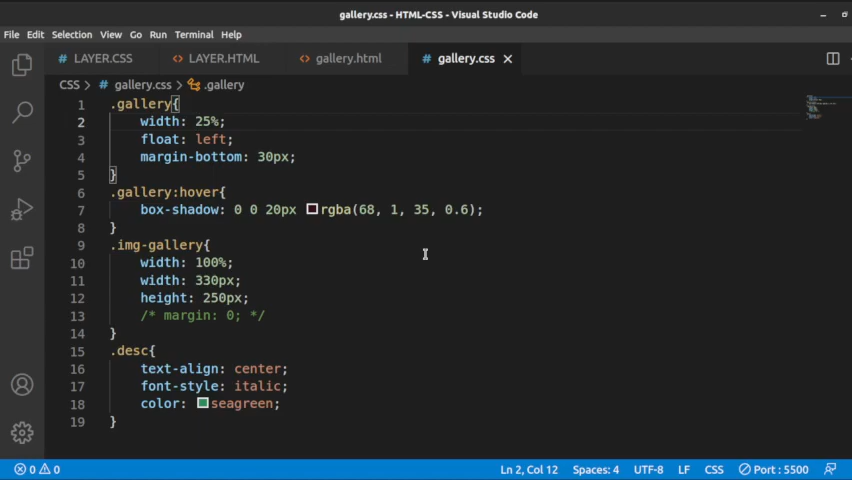 gallery.css - HTML-CSS - Visual Studio Code
File Edit Selection View Go Run Terminal Help
# LAYER.CSS <> LAYER.HTML <> gallery.html # gallery.css
CSS > # gallery.css > .gallery
1 .gallery{
2 width: 25%;
3 float: left;
4 margin-bottom: 30px;
5 }
6 .gallery:hover{
7 box-shadow: 0 0 20px rgba(68, 1, 35, 0.6);
8 }
9 .img-gallery{
10 width: 100%;
11 width: 330px;
12 height: 250px;
13 /* margin: 0; */
14 }
15 .desc{
16 text-align: center;
17 font-style: italic;
18 color: seagreen;
19 }
0 0 Ln 2, Col 12 Spaces: 4 UTF-8 LF CSS Port : 5500